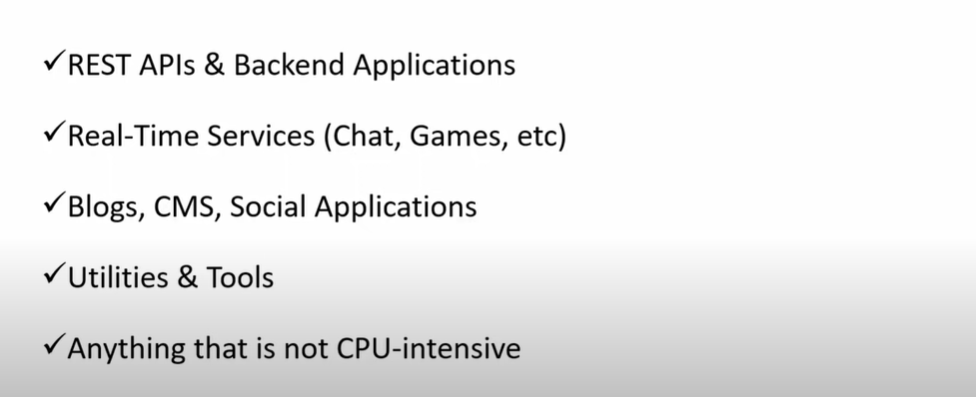 ✓REST APIs & Backend Applications
✓Real-Time Services (Chat, Games, etc)
✓Blogs, CMS, Social Applications
✓Utilities & Tools
✓Anything that is not CPU-intensive